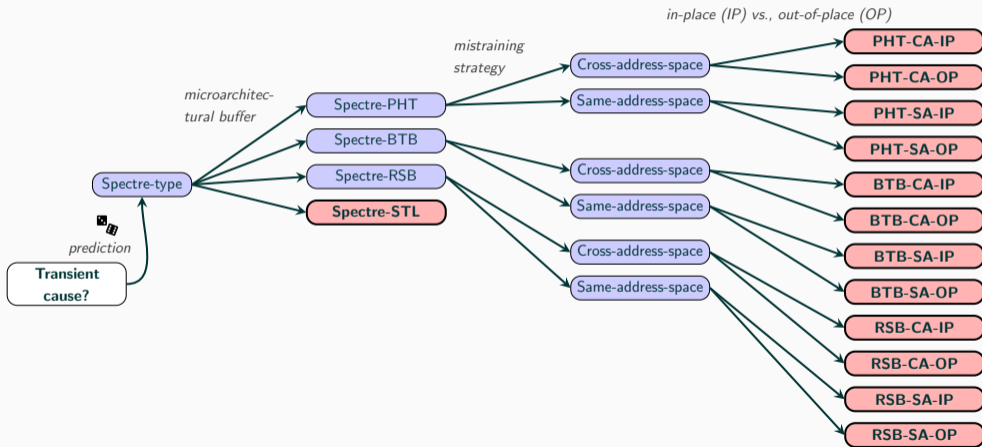 in-place (IP) vs., out-of-place (OP)
PHT-CA-IP
mistraining
strategy
Cross-address-space
PHT-CA-OP
microarchitec-
tural buffer
Spectre-PHT
Same-address-space
PHT-SA-IP
Spectre-BTB
PHT-SA-OP
Spectre-type
Spectre-RSB
Cross-address-space
BTB-CA-IP
Spectre-STL
Same-address-space
BTB-CA-OP
prediction
Cross-address-space
BTB-SA-IP
Transient
cause?
Same-address-space
BTB-SA-OP
RSB-CA-IP
RSB-CA-OP
RSB-SA-IP
RSB-SA-OP